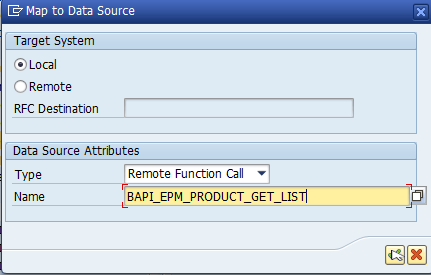 Map to Data Source
Target System
Local
Remote
RFC Destination
Data Source Attributes
Type Remote Function Call
Name BAPI_EPM_PRODUCT_GET_LIST